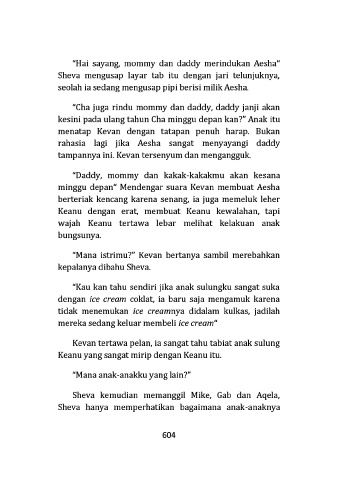 “Hai sayang, mommy dan daddy merindukan Aesha”
Sheva mengusap layar tab itu dengan jari telunjuknya,
seolah ia sedang mengusap pipi berisi milik Aesha.
“Cha juga rindu mommy dan daddy, daddy janji akan
kesini pada ulang tahun Cha minggu depan kan?” Anak itu
menatap Kevan dengan tatapan penuh harap. Bukan
rahasia lagi jika Aesha sangat menyayangi daddy
tampannya ini. Kevan tersenyum dan mengangguk.
“Daddy, mommy dan kakak-kakakmu akan kesana
minggu depan” Mendengar suara Kevan membuat Aesha
berteriak kencang karena senang, ia juga memeluk leher
Keanu dengan erat, membuat Keanu kewalahan, tapi
wajah Keanu tertawa lebar melihat kelakuan anak
bungsunya.
“Mana istrimu?” Kevan bertanya sambil merebahkan
kepalanya dibahu Sheva.
“Kau kan tahu sendiri jika anak sulungku sangat suka
dengan ice cream coklat, ia baru saja mengamuk karena
tidak menemukan ice creamnya didalam kulkas, jadilah
mereka sedang keluar membeli ice cream”
Kevan tertawa pelan, ia sangat tahu tabiat anak sulung
Keanu yang sangat mirip dengan Keanu itu.
“Mana anak-anakku yang lain?”
Sheva kemudian memanggil Mike, Gab dan Aqela,
Sheva hanya memperhatikan bagaimana anak-anaknya
604